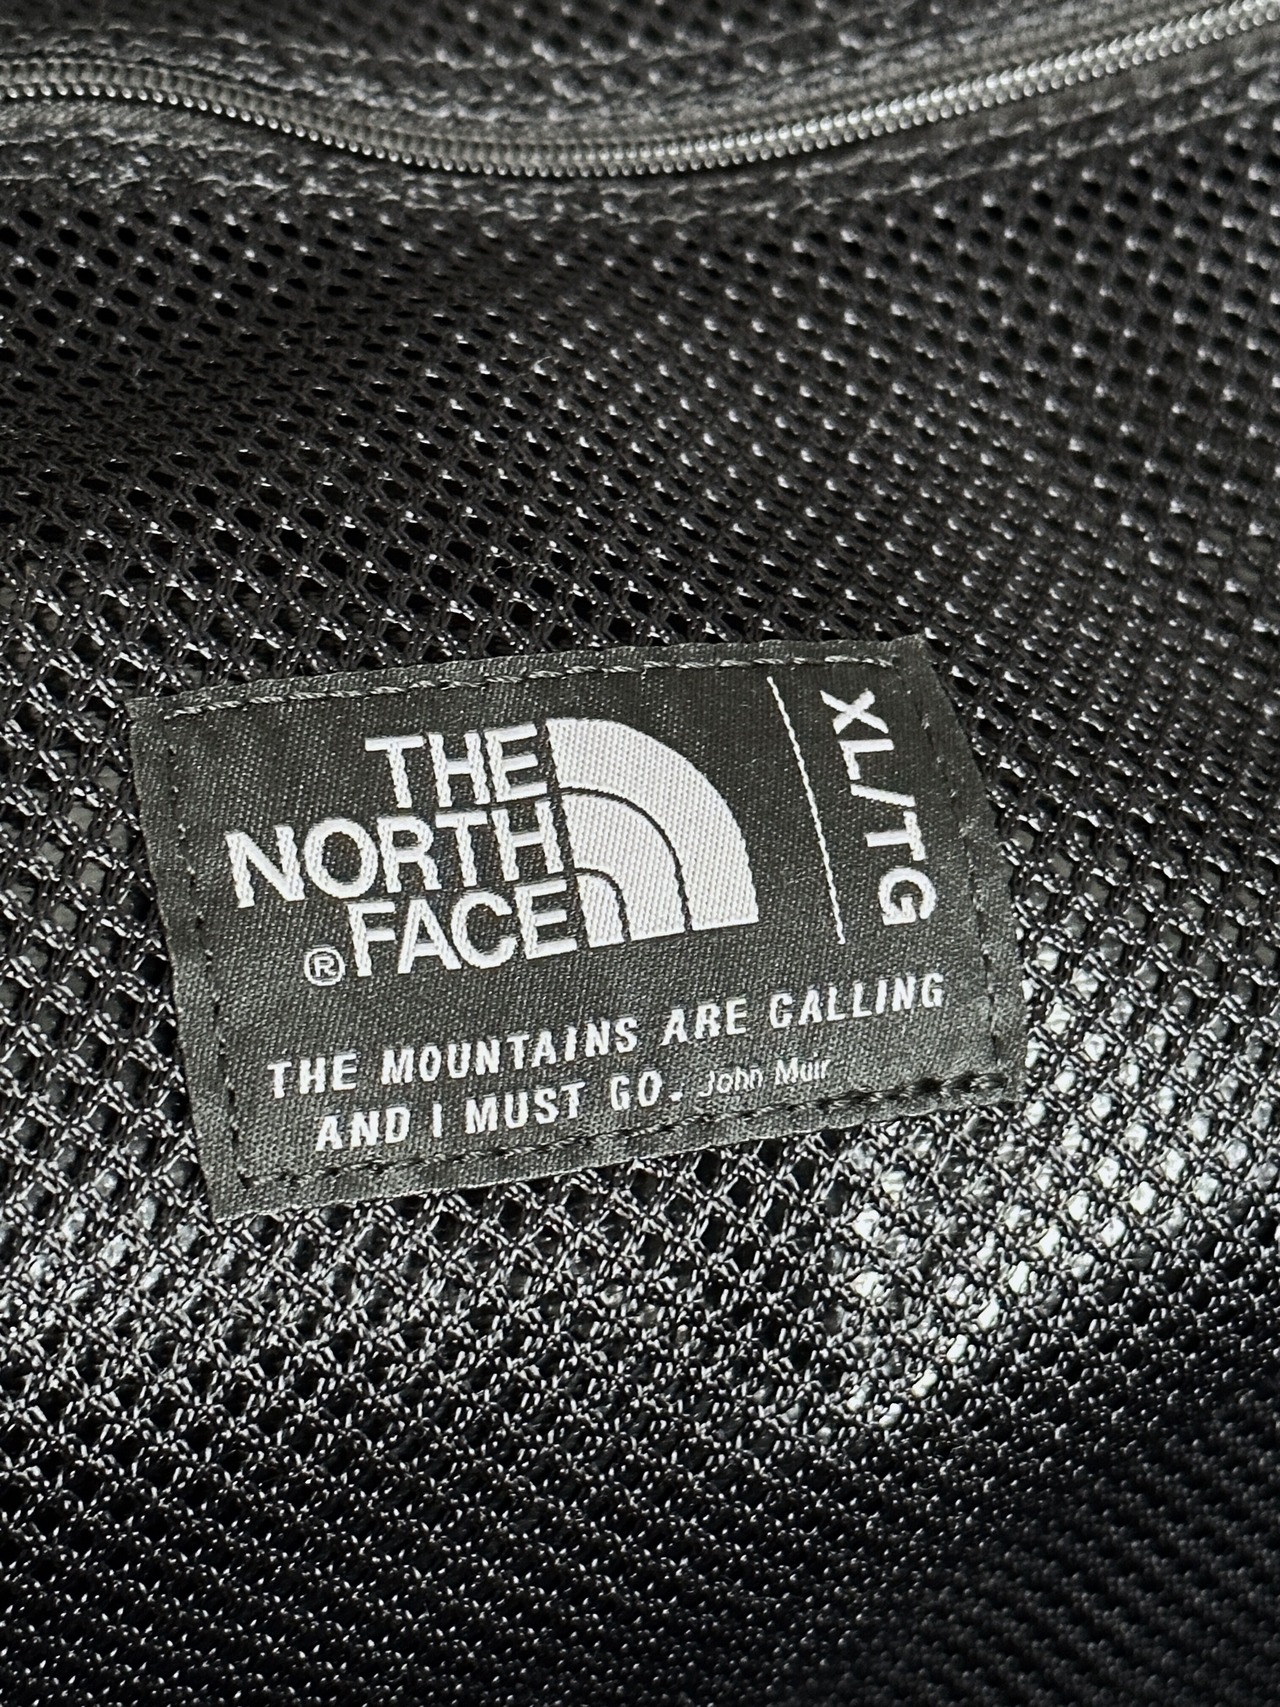 THE
NORTH
® FACE
XL/TG
THE MOUNTAINS ARE CALLING
AND I MUST GO. John Muir